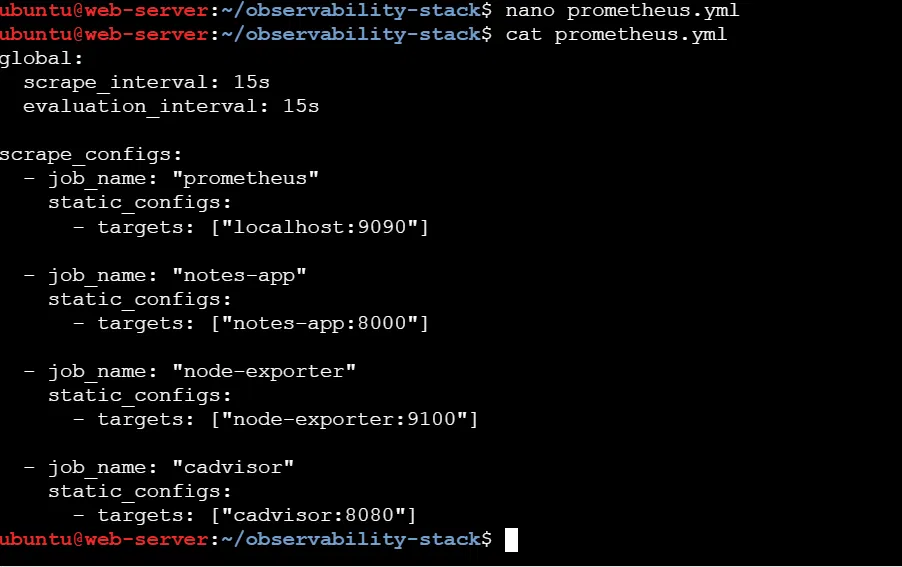 ubuntu@web-server:~/observability-stack$ nano prometheus.yml
ubuntu@web-server:~/observability-stack$ cat prometheus.yml
global:
  scrape_interval: 15s
  evaluation_interval: 15s

scrape_configs:
  - job_name: "prometheus"
    static_configs:
      - targets: ["localhost:9090"]

  - job_name: "notes-app"
    static_configs:
      - targets: ["notes-app:8000"]

  - job_name: "node-exporter"
    static_configs:
      - targets: ["node-exporter:9100"]

  - job_name: "cadvisor"
    static_configs:
      - targets: ["cadvisor:8080"]
ubuntu@web-server:~/observability-stack$